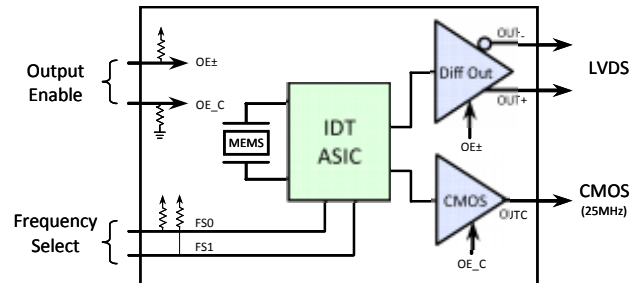 Output
Enable
OE±
OE_C
MEMS
IDT
ASIC
Diff Out
OUT-
OUT+
OE±
LVDS
CMOS
OUTC
OE_C
CMOS
(25MHz)
Frequency
Select
FS0
FS1